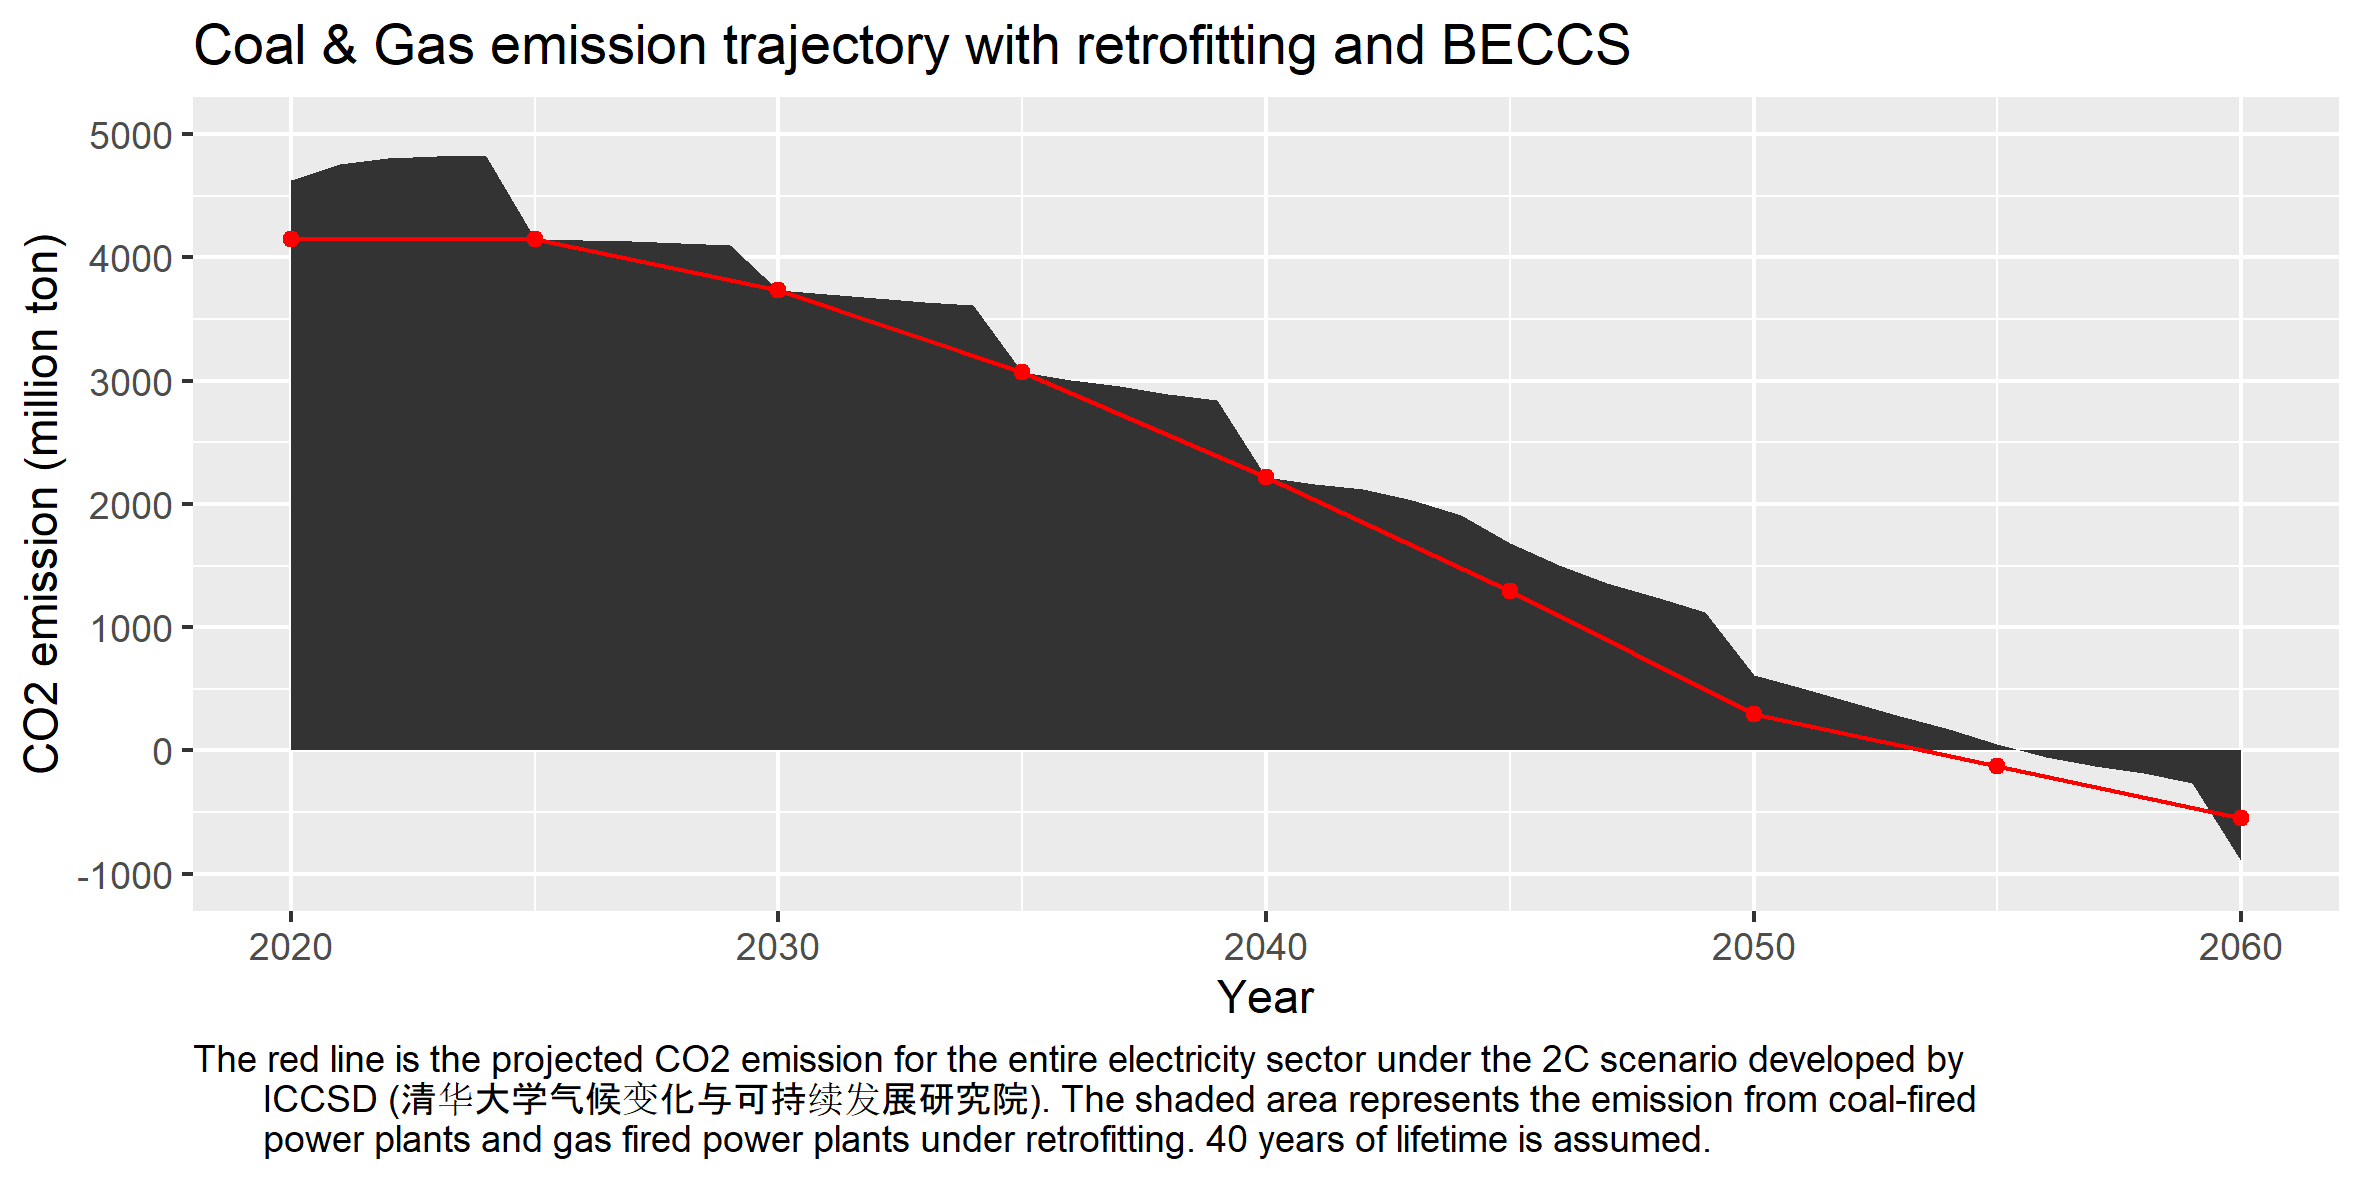 Coal & Gas emission trajectory with retrofitting and BECCS
CO2 emission (million ton)
5000
4000
3000
2000
1000
0
-1000
2020 2030 2040 2050 2060
Year
The red line is the projected CO2 emission for the entire electricity sector under the 2C scenario developed by
ICCSD (清华大学气候变化与可持续发展研究院). The shaded area represents the emission from coal-fired
power plants and gas fired power plants under retrofitting. 40 years of lifetime is assumed.